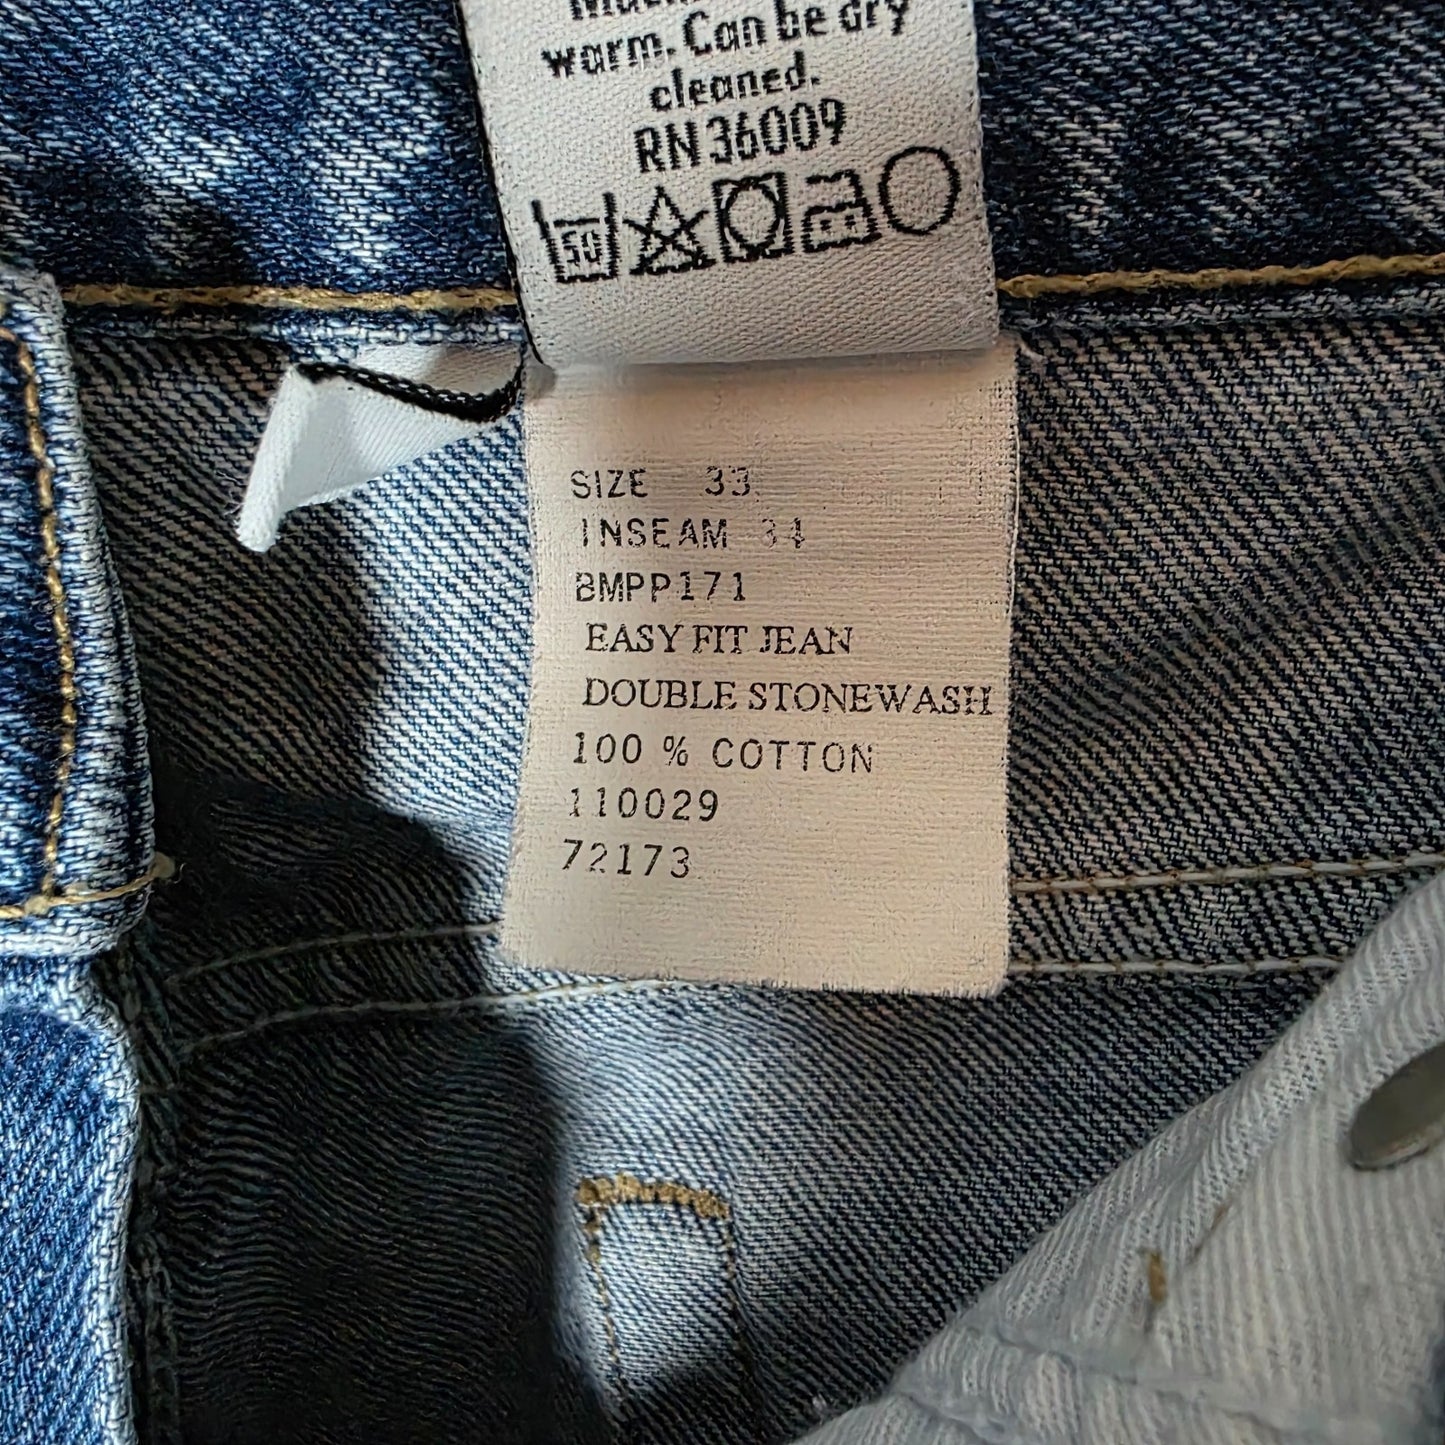 warm. Can be dry
cleaned.
RN 36009
50
SIZE 33
INSEAM 34
BMPP171
EASY FIT JEAN
DOUBLE STONEWASH
100 % COTTON
110029
72173